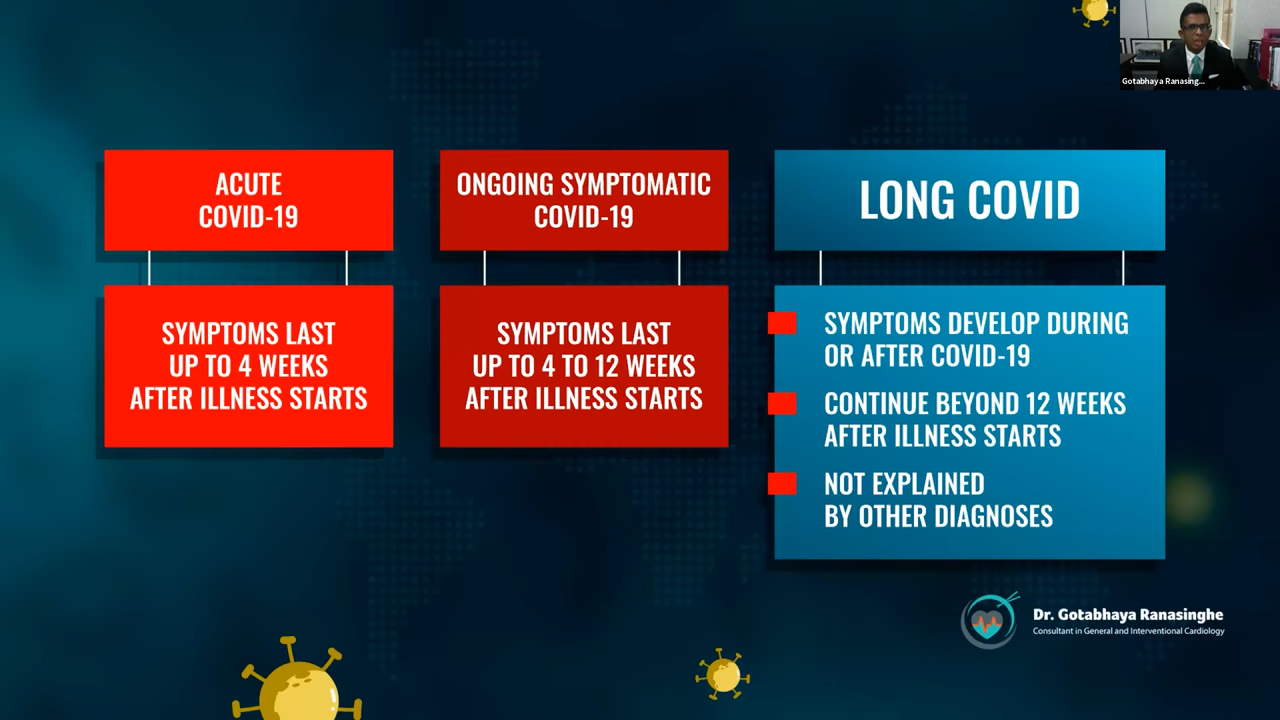 Gotabhaya Ranasing...
ACUTE
COVID-19
SYMPTOMS LAST
UP TO 4 WEEKS
AFTER ILLNESS STARTS
ONGOING SYMPTOMATIC
COVID-19
SYMPTOMS LAST
UP TO 4 TO 12 WEEKS
AFTER ILLNESS STARTS
LONG COVID
SYMPTOMS DEVELOP DURING
OR AFTER COVID-19
CONTINUE BEYOND 12 WEEKS
AFTER ILLNESS STARTS
NOT EXPLAINED
BY OTHER DIAGNOSES
Dr. Gotabhaya Ranasinghe
Consultant in General and Interventional Cardiology